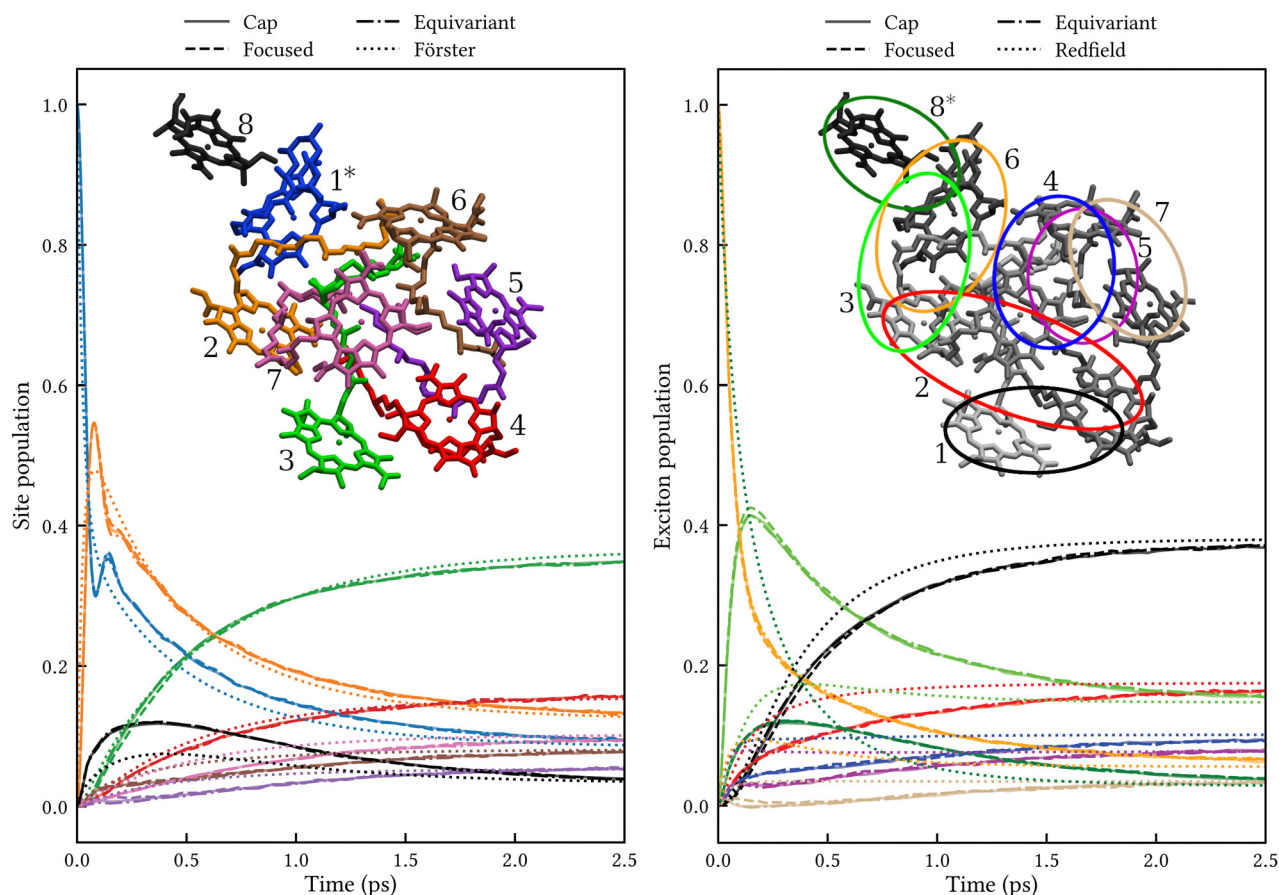 Cap Equivariant
Focused Förster
Site population
1.0
0.8
0.6
0.4
0.2
0.0
8
1*
6
5
2
7
4
3
0.0 0.5 1.0 1.5 2.0 2.5
Time (ps)
Cap Equivariant
Focused Redfield
Exciton population
1.0
0.8
0.6
0.4
0.2
0.0
8*
6
4
7
5
3
2
1
0.0 0.5 1.0 1.5 2.0 2.5
Time (ps)